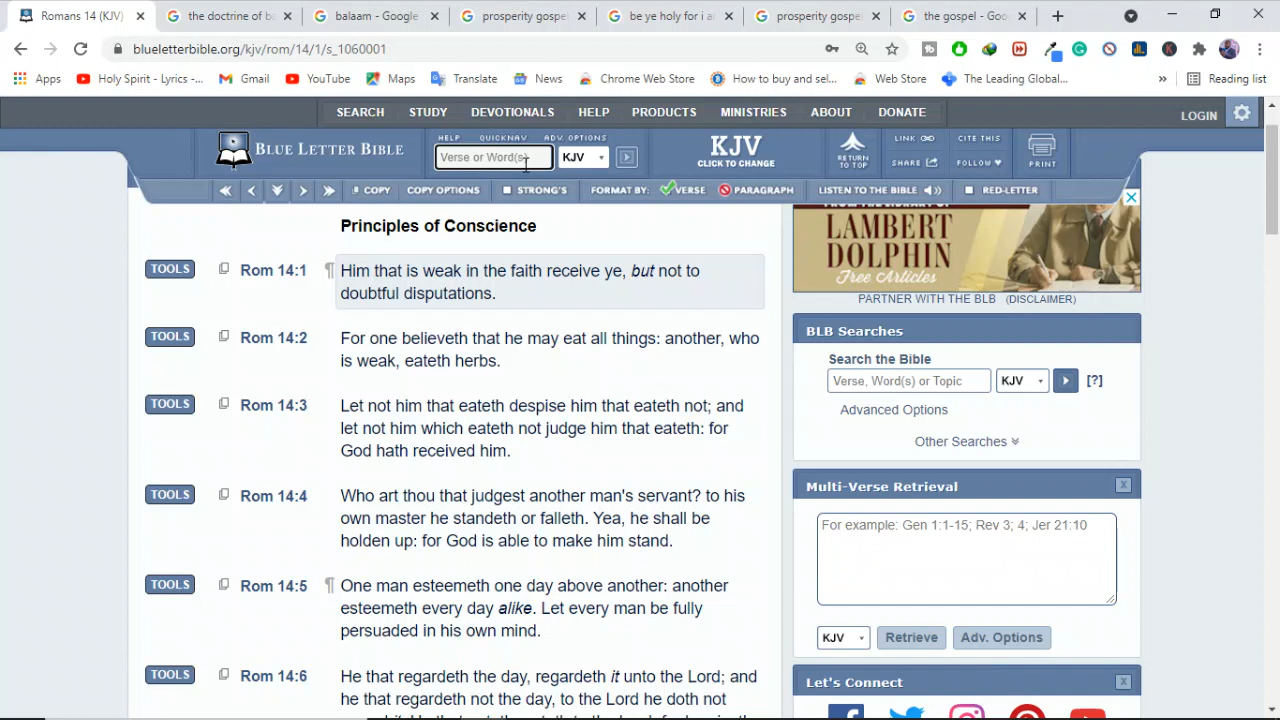 Romans 14 (KJV)
the doctrine of b
balaam - Google
prosperity gospel
be ye holy for i a
prosperity gospe
the gospel - Goo
blueletterbible.org/kjv/rom/14/1/s_1060001
Apps
Holy Spirit - Lyrics -...
Gmail
YouTube
Maps
Translate
News
Chrome Web Store
How to buy and sel...
Web Store
The Leading Global...
»
Reading list
SEARCH
STUDY
DEVOTIONALS
HELP
PRODUCTS
MINISTRIES
ABOUT
DONATE
LOGIN
BLUE LETTER BIBLE
HELP
QUICKNAV
ADV. OPTIONS
Verse or Word(s)
KJV
KJV
CLICK TO CHANGE
RETURN
TO TOP
LINK
CITE THIS
SHARE
FOLLOW
PRINT
COPY
COPY OPTIONS
STRONG'S
FORMAT BY:
VERSE
PARAGRAPH
LISTEN TO THE BIBLE
RED-LETTER
Principles of Conscience
TOOLS
Rom 14:1
¶ Him that is weak in the faith receive ye, but not to
doubtful disputations.
TOOLS
Rom 14:2
For one believeth that he may eat all things: another, who
is weak, eateth herbs.
TOOLS
Rom 14:3
Let not him that eateth despise him that eateth not; and
let not him which eateth not judge him that eateth: for
God hath received him.
TOOLS
Rom 14:4
Who art thou that judgest another man's servant? to his
own master he standeth or falleth. Yea, he shall be
holden up: for God is able to make him stand.
TOOLS
Rom 14:5
¶ One man esteemeth one day above another: another
esteemeth every day alike. Let every man be fully
persuaded in his own mind.
TOOLS
Rom 14:6
He that regardeth the day, regardeth it unto the Lord; and
he that regardeth not the day, to the Lord he doth not
LAMBERT
DOLPHIN
Free Articles
PARTNER WITH THE BLB (DISCLAIMER)
BLB Searches
Search the Bible
Verse, Word(s) or Topic
KJV
[?]
Advanced Options
Other Searches
Multi-Verse Retrieval
X
For example: Gen 1:1-15; Rev 3; 4; Jer 21:10
KJV
Retrieve
Adv. Options
Let's Connect
X